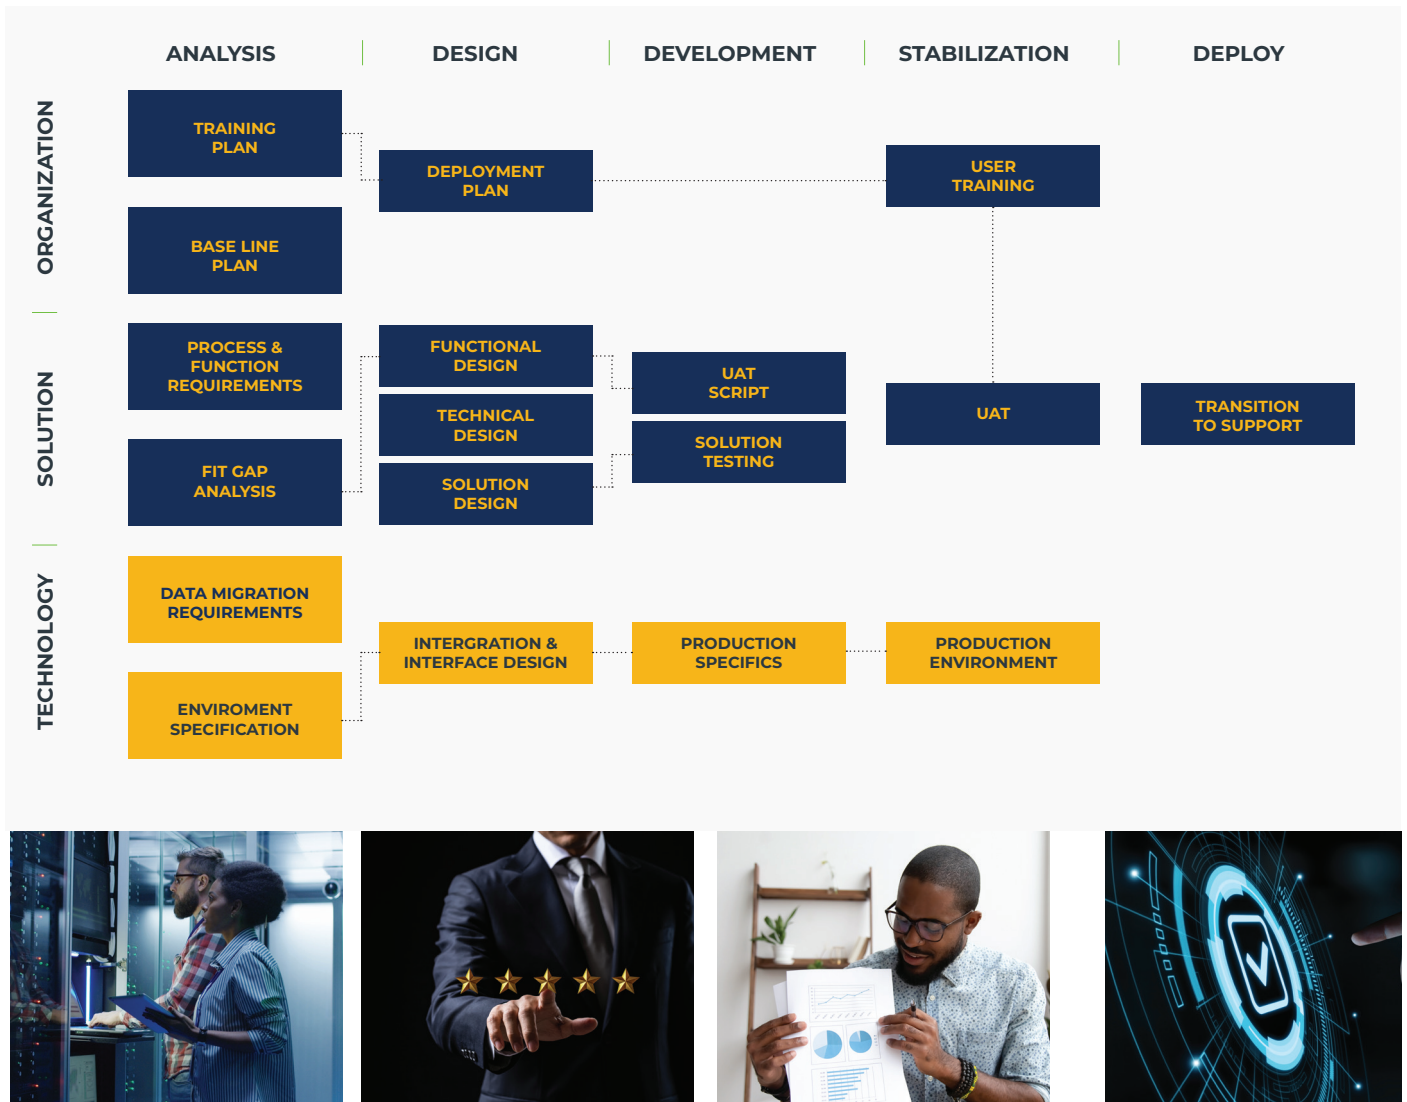 ANALYSIS
DESIGN
DEVELOPMENT
STABILIZATION
DEPLOY
ORGANIZATION
TRAINING
PLAN
BASE LINE
PLAN
DEPLOYMENT
PLAN
USER
TRAINING
SOLUTION
PROCESS &
FUNCTION
REQUIREMENTS
FIT GAP
ANALYSIS
FUNCTIONAL
DESIGN
TECHNICAL
DESIGN
SOLUTION
DESIGN
UAT
SCRIPT
SOLUTION
TESTING
UAT
TRANSITION
TO SUPPORT
TECHNOLOGY
DATA MIGRATION
REQUIREMENTS
ENVIROMENT
SPECIFICATION
INTERGRATION &
INTERFACE DESIGN
PRODUCTION
SPECIFICS
PRODUCTION
ENVIRONMENT